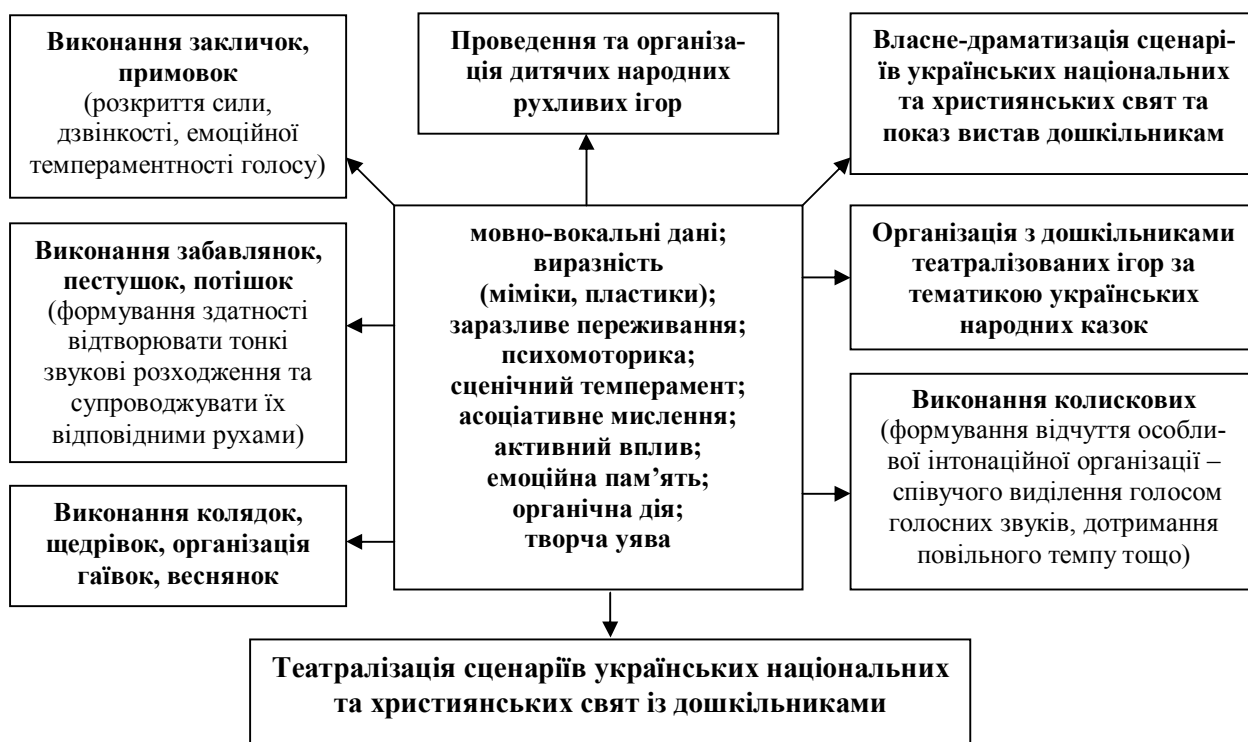 Виконання закличок,
примовок
(розкриття сили,
дзвінкості, емоційної
темпераментності голосу)
Проведення та організа-
ція дитячих народних
рухливих ігор
Власне-драматизація сценарі-
їв українських національних
та християнських свят та
показ вистав дошкільникам
Виконання забавлянок,
пестушок, потішок
(формування здатності
відтворювати тонкі
звукові розходження та
супроводжувати їх
відповідними рухами)
мовно-вокальні дані;
виразність
(міміки, пластики);
заразливе переживання;
психомоторика;
сценічний темперамент;
асоціативне мислення;
активний вплив;
емоційна пам’ять;
органічна дія;
творча уява
Організація з дошкільниками
театралізованих ігор за
тематикою українських
народних казок
Виконання колискових
(формування відчуття особли-
вої інтонаційної організації –
співучого виділення голосом
голосних звуків, дотримання
повільного темпу тощо)
Виконання колядок,
щедрівок, організація
гаївок, веснянок
Театралізація сценаріїв українських національних
та християнських свят із дошкільниками